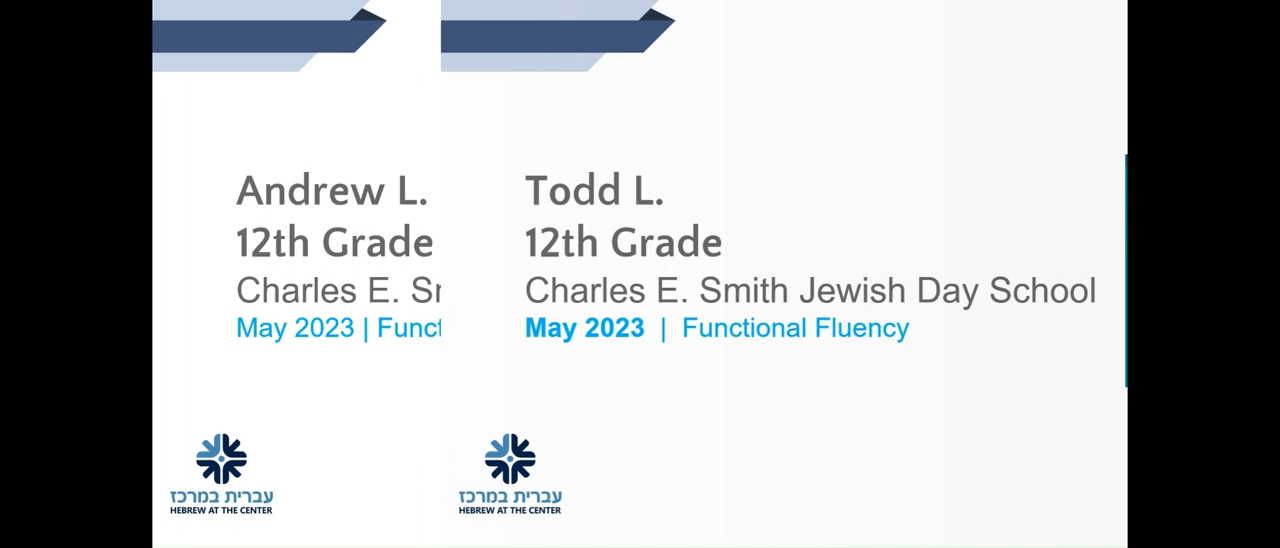 Andrew L.
12th Grade
Charles E.
May 2023 | Funct
עברית במרכז
HEBREW AT THE CENTER
Todd L.
12th Grade
Charles E. Smith Jewish Day School
May 2023 | Functional Fluency
עברית במרכז
HEBREW AT THE CENTER